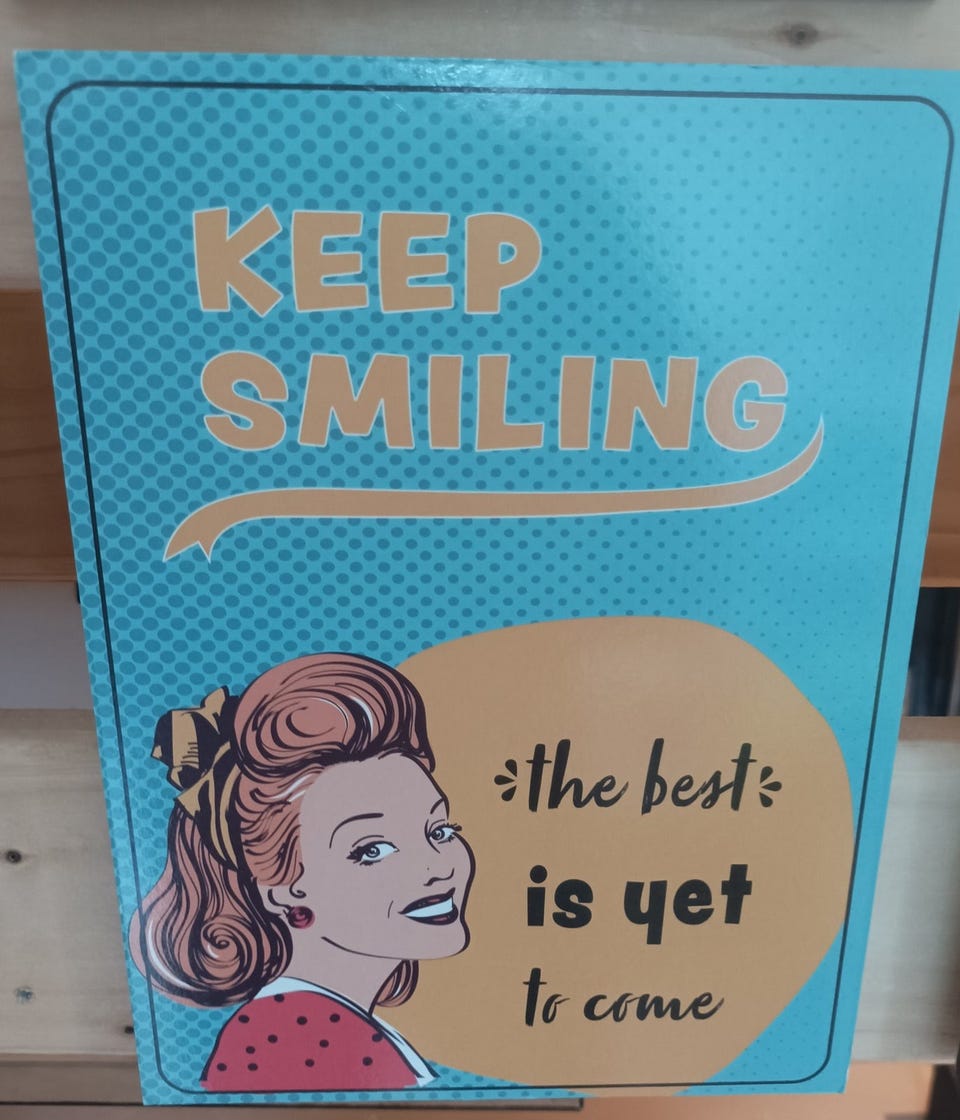 KEEP
SMILING
the best
is yet
to come